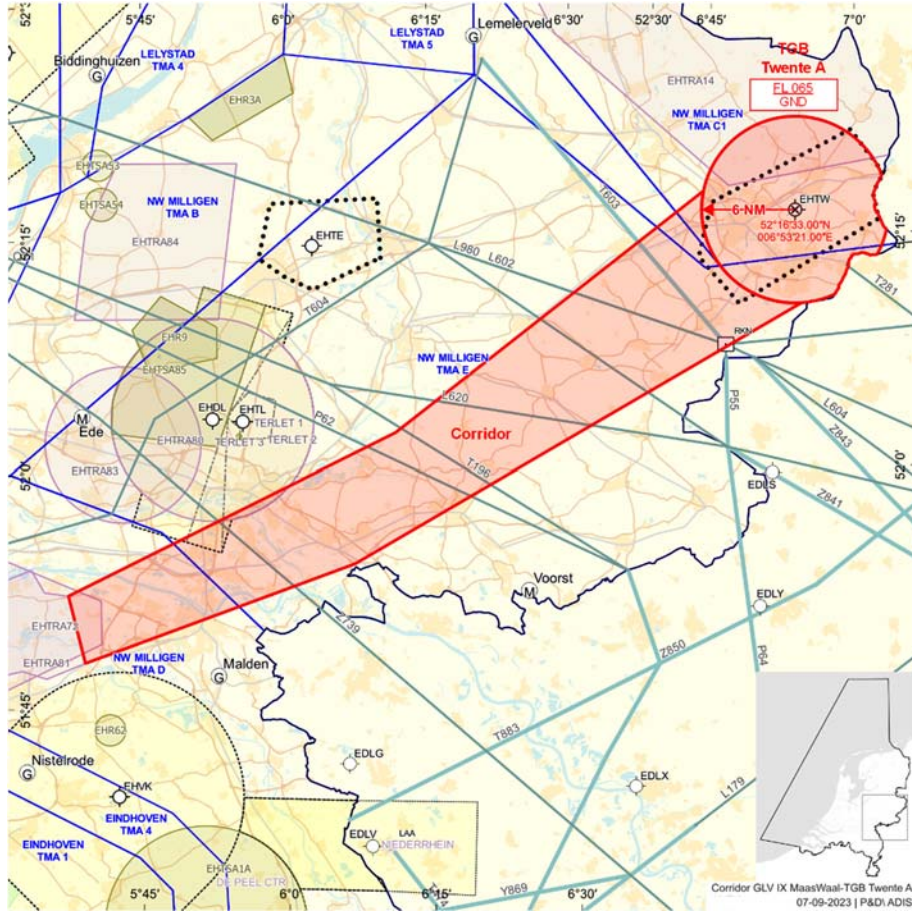 5°45'
6°0'
6°15'
6°30'
52°30'
6°45'
7°0'
LELYSTAD
TMA 4
LELYSTAD
TMA 5
Lemelerveld
G
Biddinghuizen
G
EHR3A
TGB
Twente A
FL 065
GND
EHTRA14
NW MILLIGEN
TMA C1
EHTSA53
EHTSA54
NW MILLIGEN
TMA B
EHTRA84
EHTE
T603
6 NM
EHTW
52°16'33.00"N
006°53'21.00"E
52°15'
52°15'
L980
L602
T604
T281
EHR9
EHTSA85
NW MILLIGEN
TMA E
RKN
L620
P62
P55
L604
Z843
M
Ede
EHDL
EHTL
TERLET 1
TERLET 3
TERLET 2
EHTRA80
EHTRA83
Corridor
T196
52°0'
52°0'
EDLS
Z841
Voorst
M
EDLY
EHTRA73
EHTRA81
NW MILLIGEN
TMA D
Z739
Malden
G
Z850
P64
51°45'
EHR62
T883
Nistelrode
G
EHVK
EDLG
EDLX
L179
EINDHOVEN
TMA 4
EINDHOVEN
TMA 1
EDLV
LAA
NIEDERRHEIN
EHTSA1A
DE PEEL CTR
Y869
5°45'
6°15'
6°30'
Corridor GLV IX MaasWaal-TGB Twente A
07-09-2023 | P&D\ ADIS